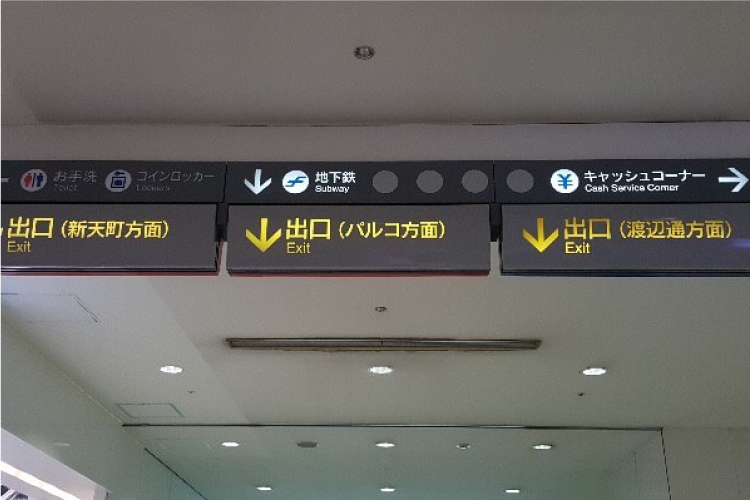 お手洗 コインロッカー
Toilet Lockers
地下鉄
Subway
¥ キャッシュコーナー
Cash Service Corner
出口 (新天町方面)
Exit
出口 (パルコ方面)
Exit
出口 (渡辺通方面)
Exit